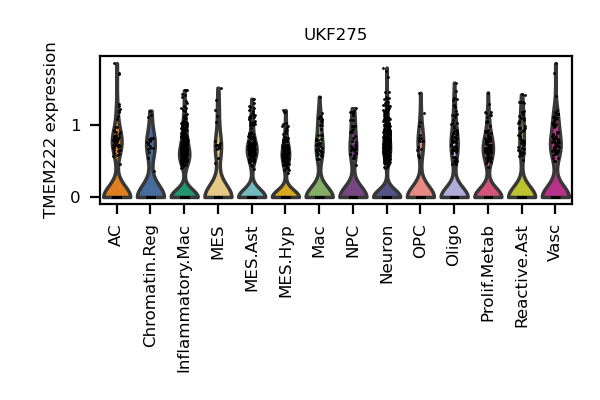 UKF275
TMEM222 expression
1
0
AC
Chromatin.Reg
Inflammatory.Mac
MES
MES.Ast
MES.Hyp
Mac
NPC
Neuron
OPC
Oligo
Prolif.Metab
Reactive.Ast
Vasc